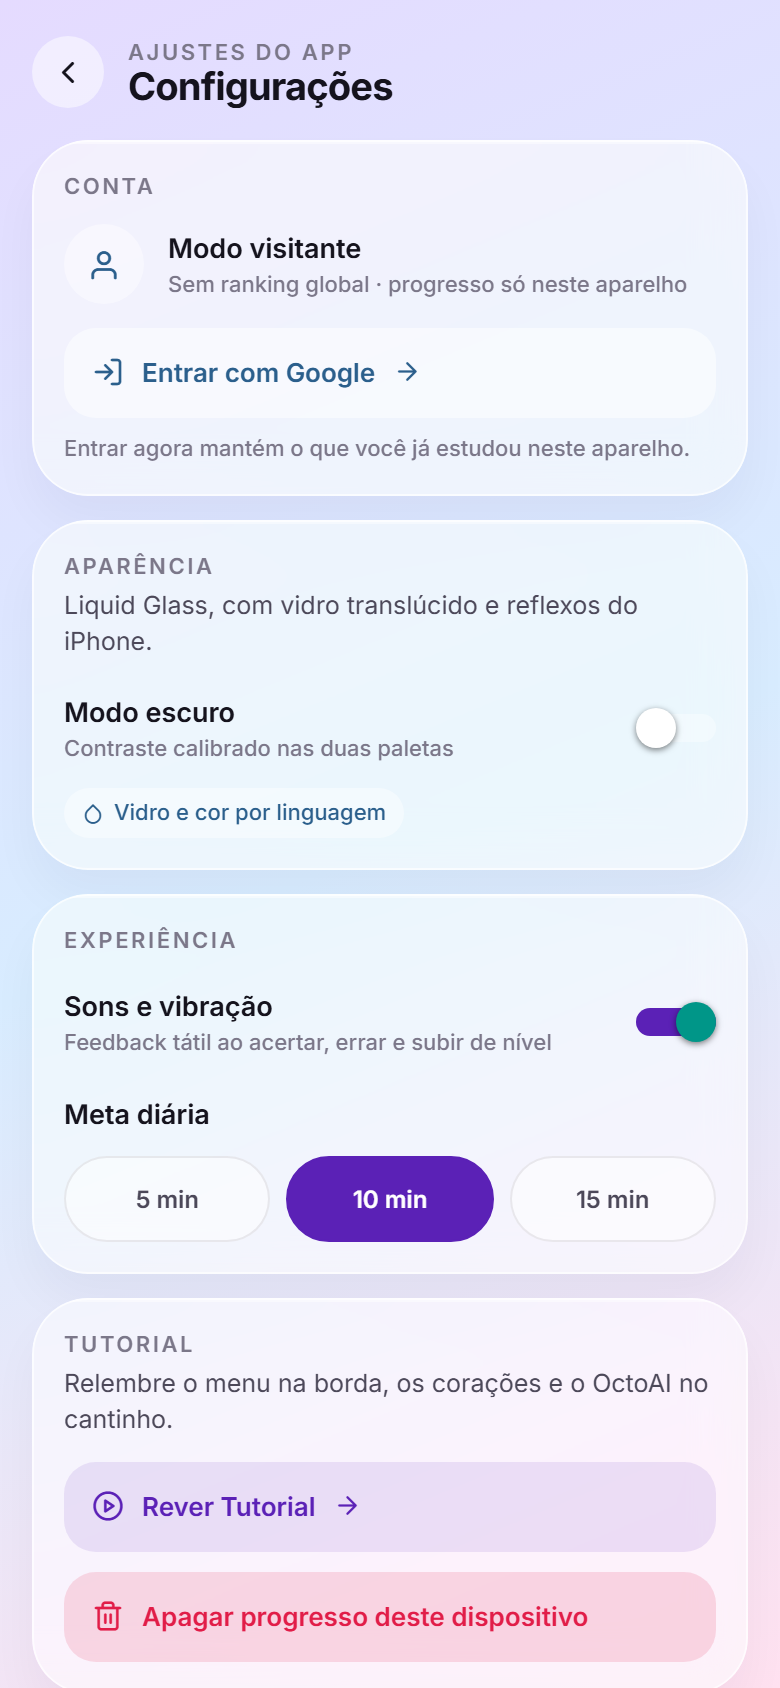 AJUSTES DO APP
Configurações
CONTA
Modo visitante
Sem ranking global · progresso só neste aparelho
Entrar com Google
Entrar agora mantém o que você já estudou neste aparelho.
APARÊNCIA
Liquid Glass, com vidro translúcido e reflexos do
iPhone.
Modo escuro
Contraste calibrado nas duas paletas
Vidro e cor por linguagem
EXPERIÊNCIA
Sons e vibração
Feedback tátil ao acertar, errar e subir de nível
Meta diária
5 min
10 min
15 min
TUTORIAL
Relembre o menu na borda, os corações e o OctoAI no
cantinho.
Rever Tutorial
Apagar progresso deste dispositivo